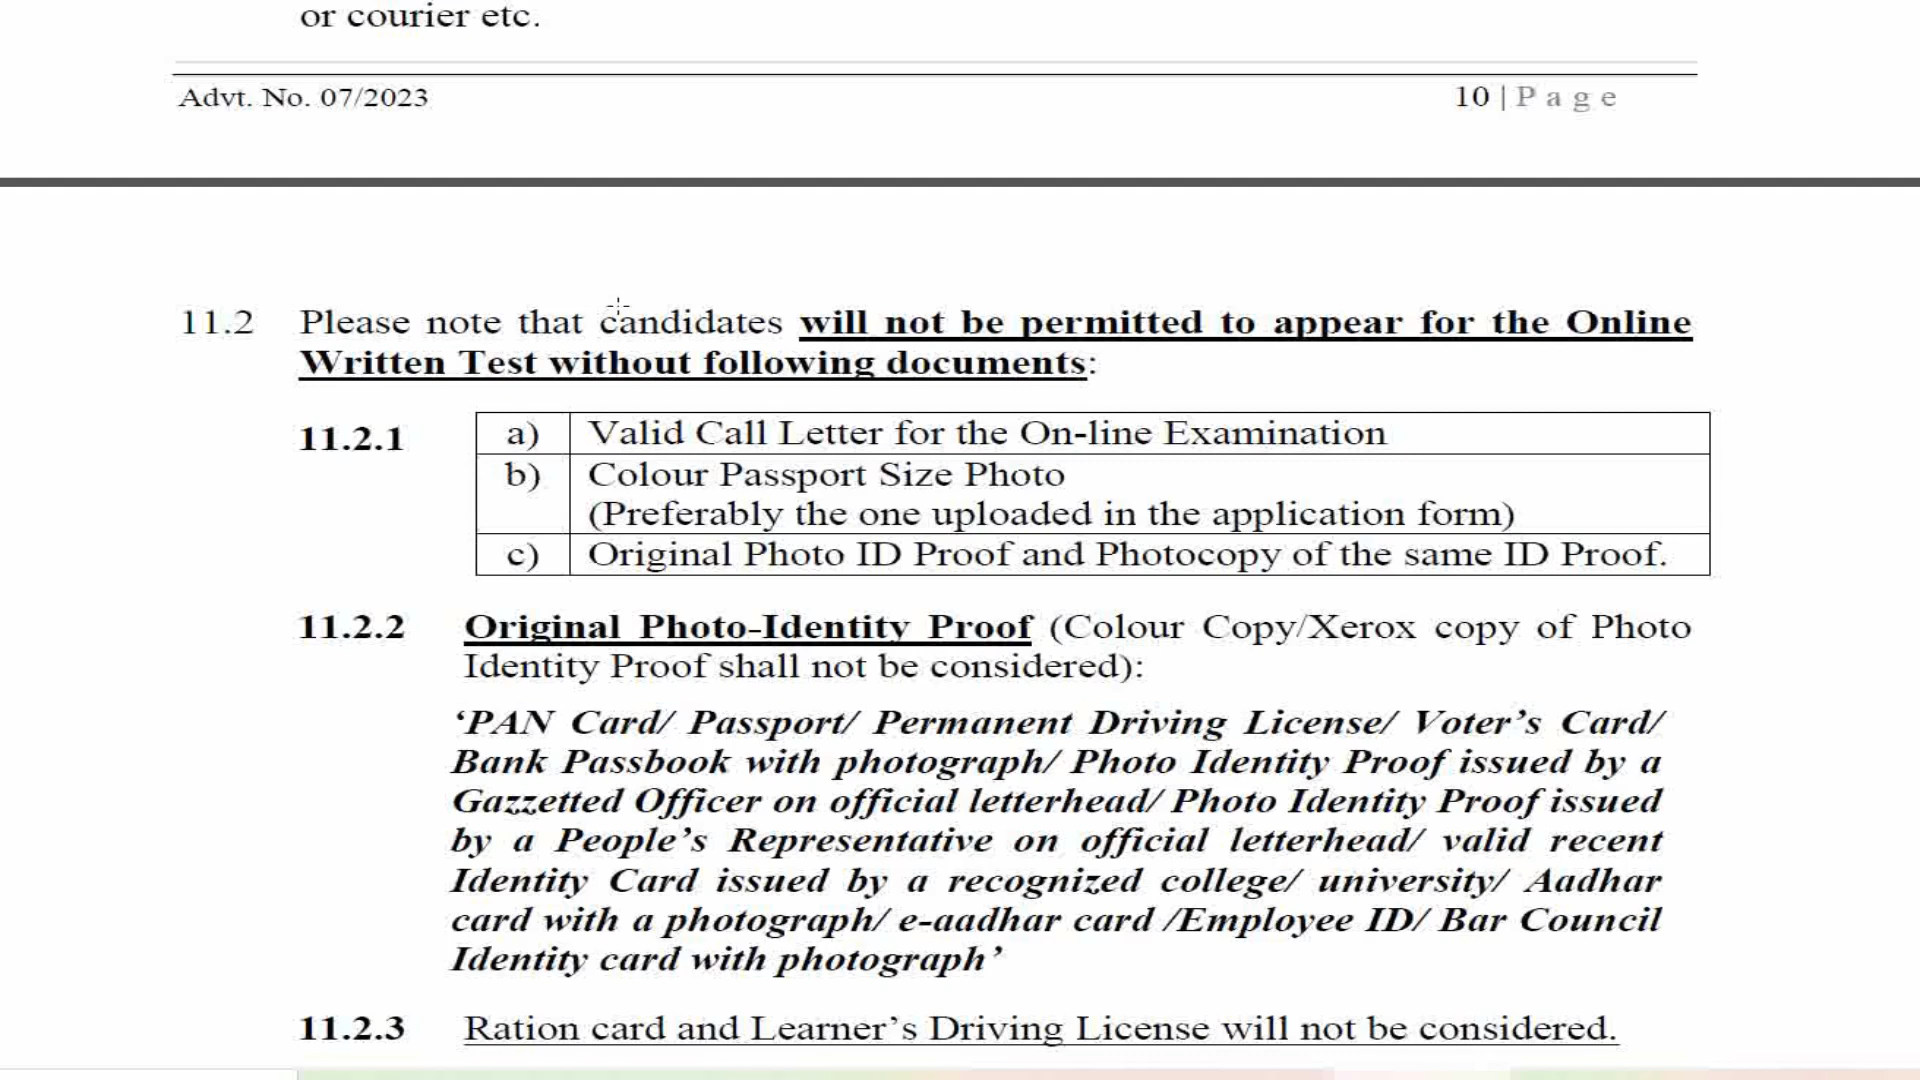 or courier etc.
Advt. No. 07/2023
10 | P a g e
11.2 Please note that candidates will not be permitted to appear for the Online
Written Test without following documents:
11.2.1
a) Valid Call Letter for the On-line Examination
b) Colour Passport Size Photo
(Preferably the one uploaded in the application form)
c) Original Photo ID Proof and Photocopy of the same ID Proof.
11.2.2 Original Photo-Identity Proof (Colour Copy/Xerox copy of Photo
Identity Proof shall not be considered):
‘PAN Card/ Passport/ Permanent Driving License/ Voter’s Card/
Bank Passbook with photograph/ Photo Identity Proof issued by a
Gazzetted Officer on official letterhead/ Photo Identity Proof issued
by a People’s Representative on official letterhead/ valid recent
Identity Card issued by a recognized college/ university/ Aadhar
card with a photograph/ e-aadhar card /Employee ID/ Bar Council
Identity card with photograph’
11.2.3 Ration card and Learner’s Driving License will not be considered.